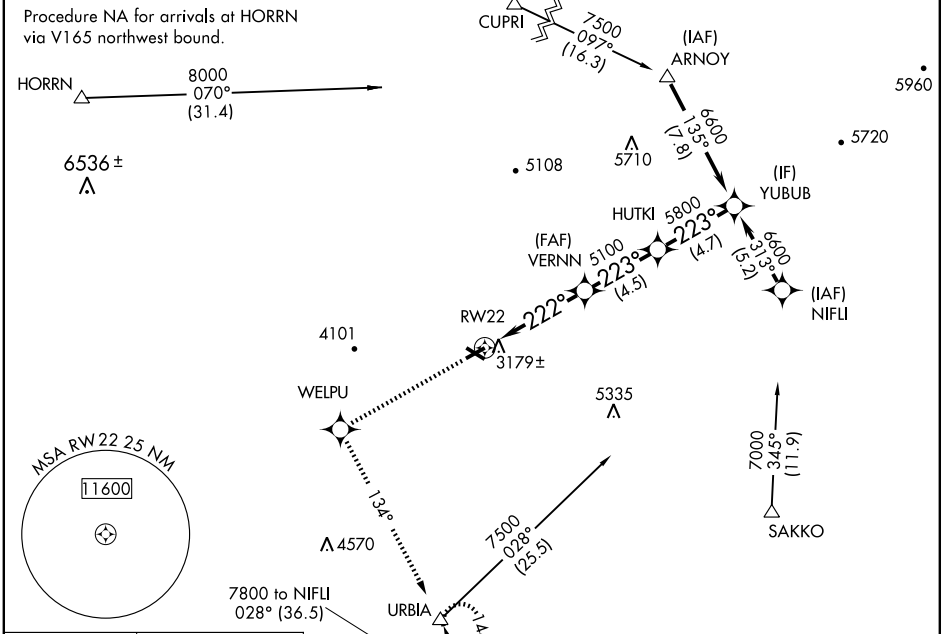 Procedure NA for arrivals at HORRN
via V165 northwest bound.
CUPRI
7500
097°
(16.3)
(IAF)
ARNOY
HORRN
8000
070°
(31.4)
5960
6536 ±
5108
5710
6600
135°
(7.8)
5720
(IF)
YUBUB
HUTKI
5800
223°
(4.7)
(FAF)
VERNN
5100
223°
(4.5)
6600
313°
(5.2)
(IAF)
NIFLI
222°
RW22
3179±
4101
WELPU
5335
7000
345°
(11.9)
SAKKO
MSA RW22 25 NM
11600
134°
4570
7500
028°
(25.5)
7800 to NIFLI
028° (36.5)
URBIA